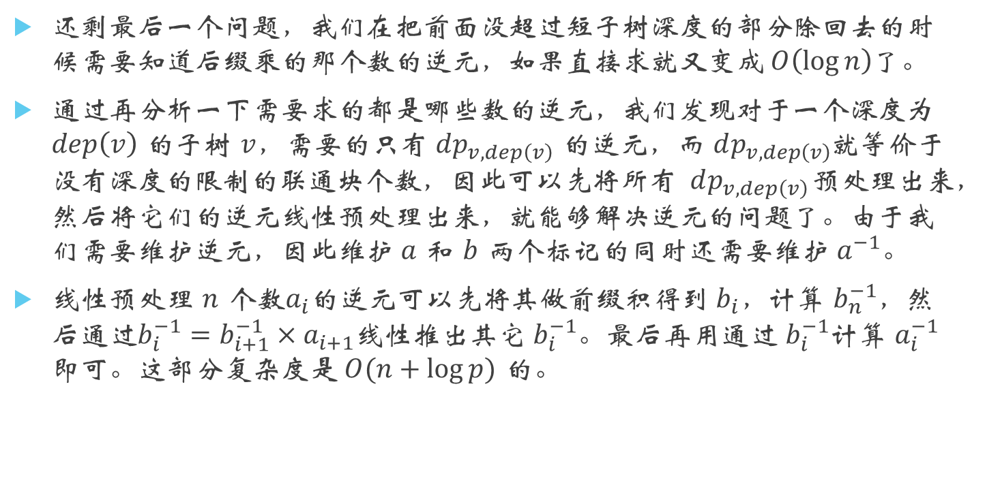 还剩最后一个问题，我们在把前面没超过短子树深度的部分除回去的时
候需要知道后缀乘的那个数的逆元，如果直接求就又变成 O(log n)了。
通过再分析一下需要求的都是哪些数的逆元，我们发现对于一个深度为
dep(v) 的子树 v，需要的只有 dp_{v,dep(v)} 的逆元，而 dp_{v,dep(v)}就等价于
没有深度的限制的联通块个数，因此可以先将所有 dp_{v,dep(v)}预处理出来，
然后将它们的逆元线性预处理出来，就能够解决逆元的问题了。由于我
们需要维护逆元，因此维护 a 和 b 两个标记的同时还需要维护 a^{-1}。
线性预处理 n 个数a_i的逆元可以先将其做前缀积得到 b_i，计算 b_n^{-1}，然
后通过b_i^{-1} = b_{i+1}^{-1} × a_{i+1}线性推出其它 b_i^{-1}。最后再用通过 b_i^{-1}计算 a_i^{-1}
即可。这部分复杂度是 O(n + log p) 的。